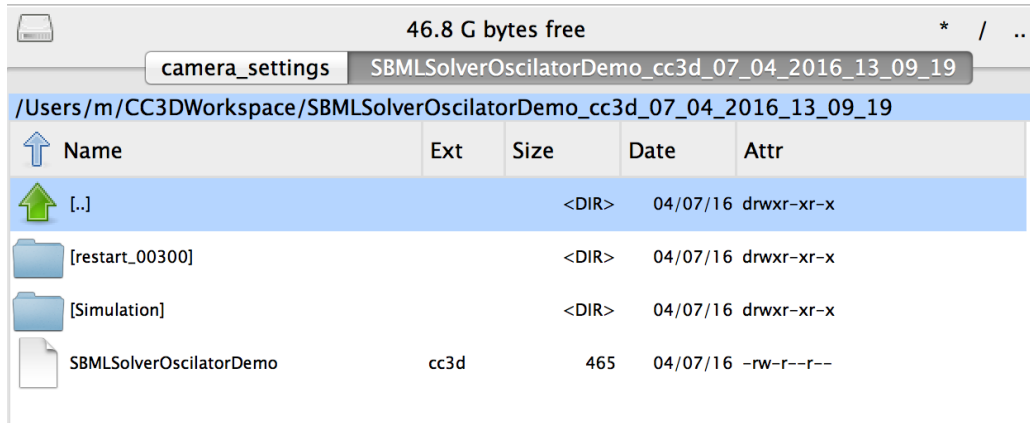 46.8 G bytes free * / ..
camera_settings SBMLSolverOscilatorDemo_cc3d_07_04_2016_13_09_19
/Users/m/CC3DWorkspace/SBMLSolverOscilatorDemo_cc3d_07_04_2016_13_09_19
Name Ext Size Date Attr
[..] <DIR> 04/07/16 drwxr-xr-x
[restart_00300] <DIR> 04/07/16 drwxr-xr-x
[Simulation] <DIR> 04/07/16 drwxr-xr-x
SBMLSolverOscilatorDemo cc3d 465 04/07/16 -rw-r--r--